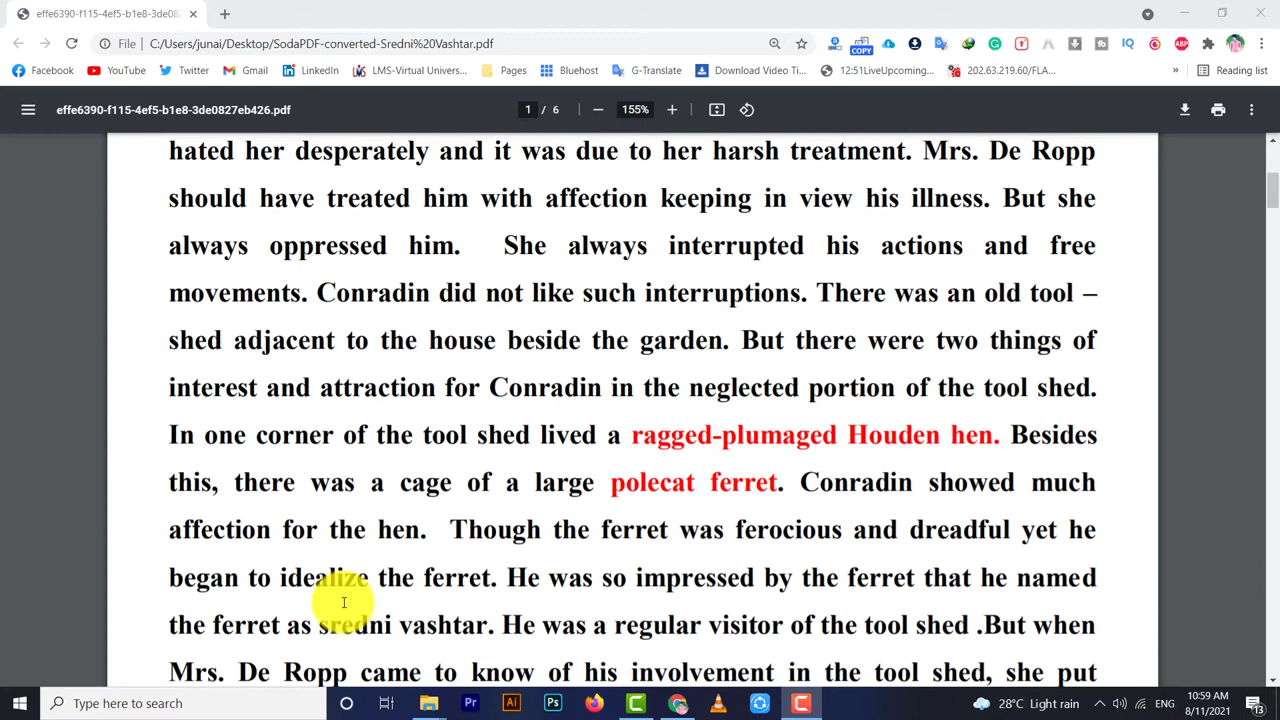 effe6390-f115-4ef5-b1e8-3de082
File C:/Users/junai/Desktop/SodaPDF-converted-Sredni%20Vashtar.pdf
COPY ABP
Facebook YouTube Twitter Gmail LinkedIn LMS-Virtual Univers... Pages Bluehost G-Translate Download Video Ti... 12:51LiveUpcoming... 202.63.219.60/FLA... » Reading list
effe6390-f115-4ef5-b1e8-3de0827eb426.pdf 1 / 6 155%
hated her desperately and it was due to her harsh treatment. Mrs. De Ropp
should have treated him with affection keeping in view his illness. But she
always oppressed him. She always interrupted his actions and free
movements. Conradin did not like such interruptions. There was an old tool –
shed adjacent to the house beside the garden. But there were two things of
interest and attraction for Conradin in the neglected portion of the tool shed.
In one corner of the tool shed lived a ragged-plumaged Houden hen. Besides
this, there was a cage of a large polecat ferret. Conradin showed much
affection for the hen. Though the ferret was ferocious and dreadful yet he
began to idealize the ferret. He was so impressed by the ferret that he named
the ferret as sredni vashtar. He was a regular visitor of the tool shed .But when
Mrs. De Ropp came to know of his involvement in the tool shed, she put
Type here to search Pr Ai Ps 28°C Light rain ENG 10:59 AM
8/11/2021 13